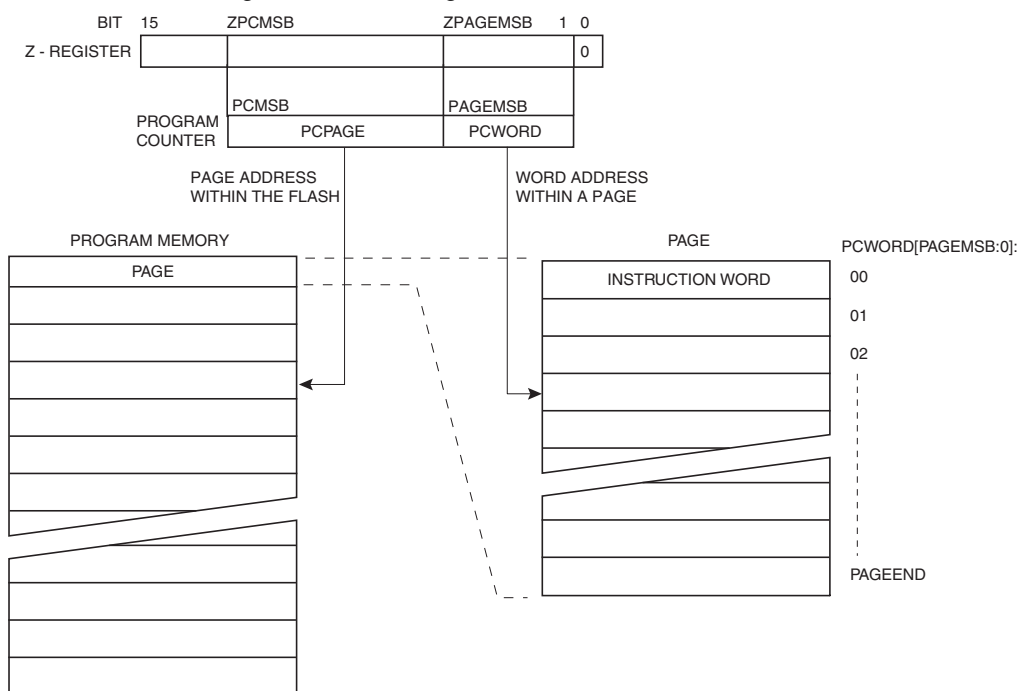 BIT 15 ZPCMSB ZPAGEMSB 1 0
Z - REGISTER 0
PCMSB PAGEMSB
PROGRAM
COUNTER
PCPAGE PCWORD
PAGE ADDRESS
WITHIN THE FLASH
WORD ADDRESS
WITHIN A PAGE
PROGRAM MEMORY
PAGE
PAGE
PCWORD[PAGEMSB:0]:
INSTRUCTION WORD
00
01
02
PAGEEND